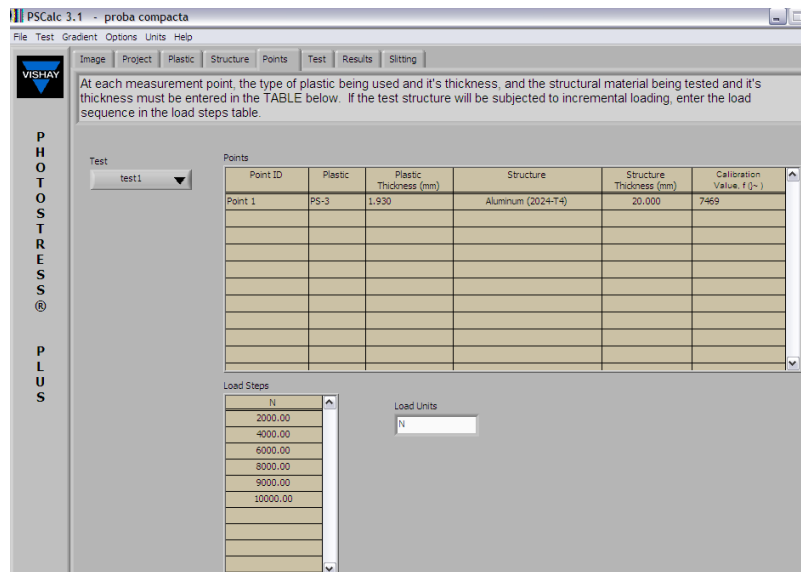 PSCalc 3.1 - proba compacta
File Test Gradient Options Units Help
VISHAY
PHOTOSTRESS® PLUS
Image Project Plastic Structure Points Test Results Slitting
At each measurement point, the type of plastic being used and it's thickness, and the structural material being tested and it's
thickness must be entered in the TABLE below. If the test structure will be subjected to incremental loading, enter the load
sequence in the load steps table.
Test
test1
Points
Point ID Plastic Plastic Thickness (mm) Structure Structure Thickness (mm) Calibration Value, f (j~)
Point 1 PS-3 1.930 Aluminum (2024-T4) 20.000 7469
Load Steps
N
2000.00
4000.00
6000.00
8000.00
9000.00
10000.00
Load Units
N